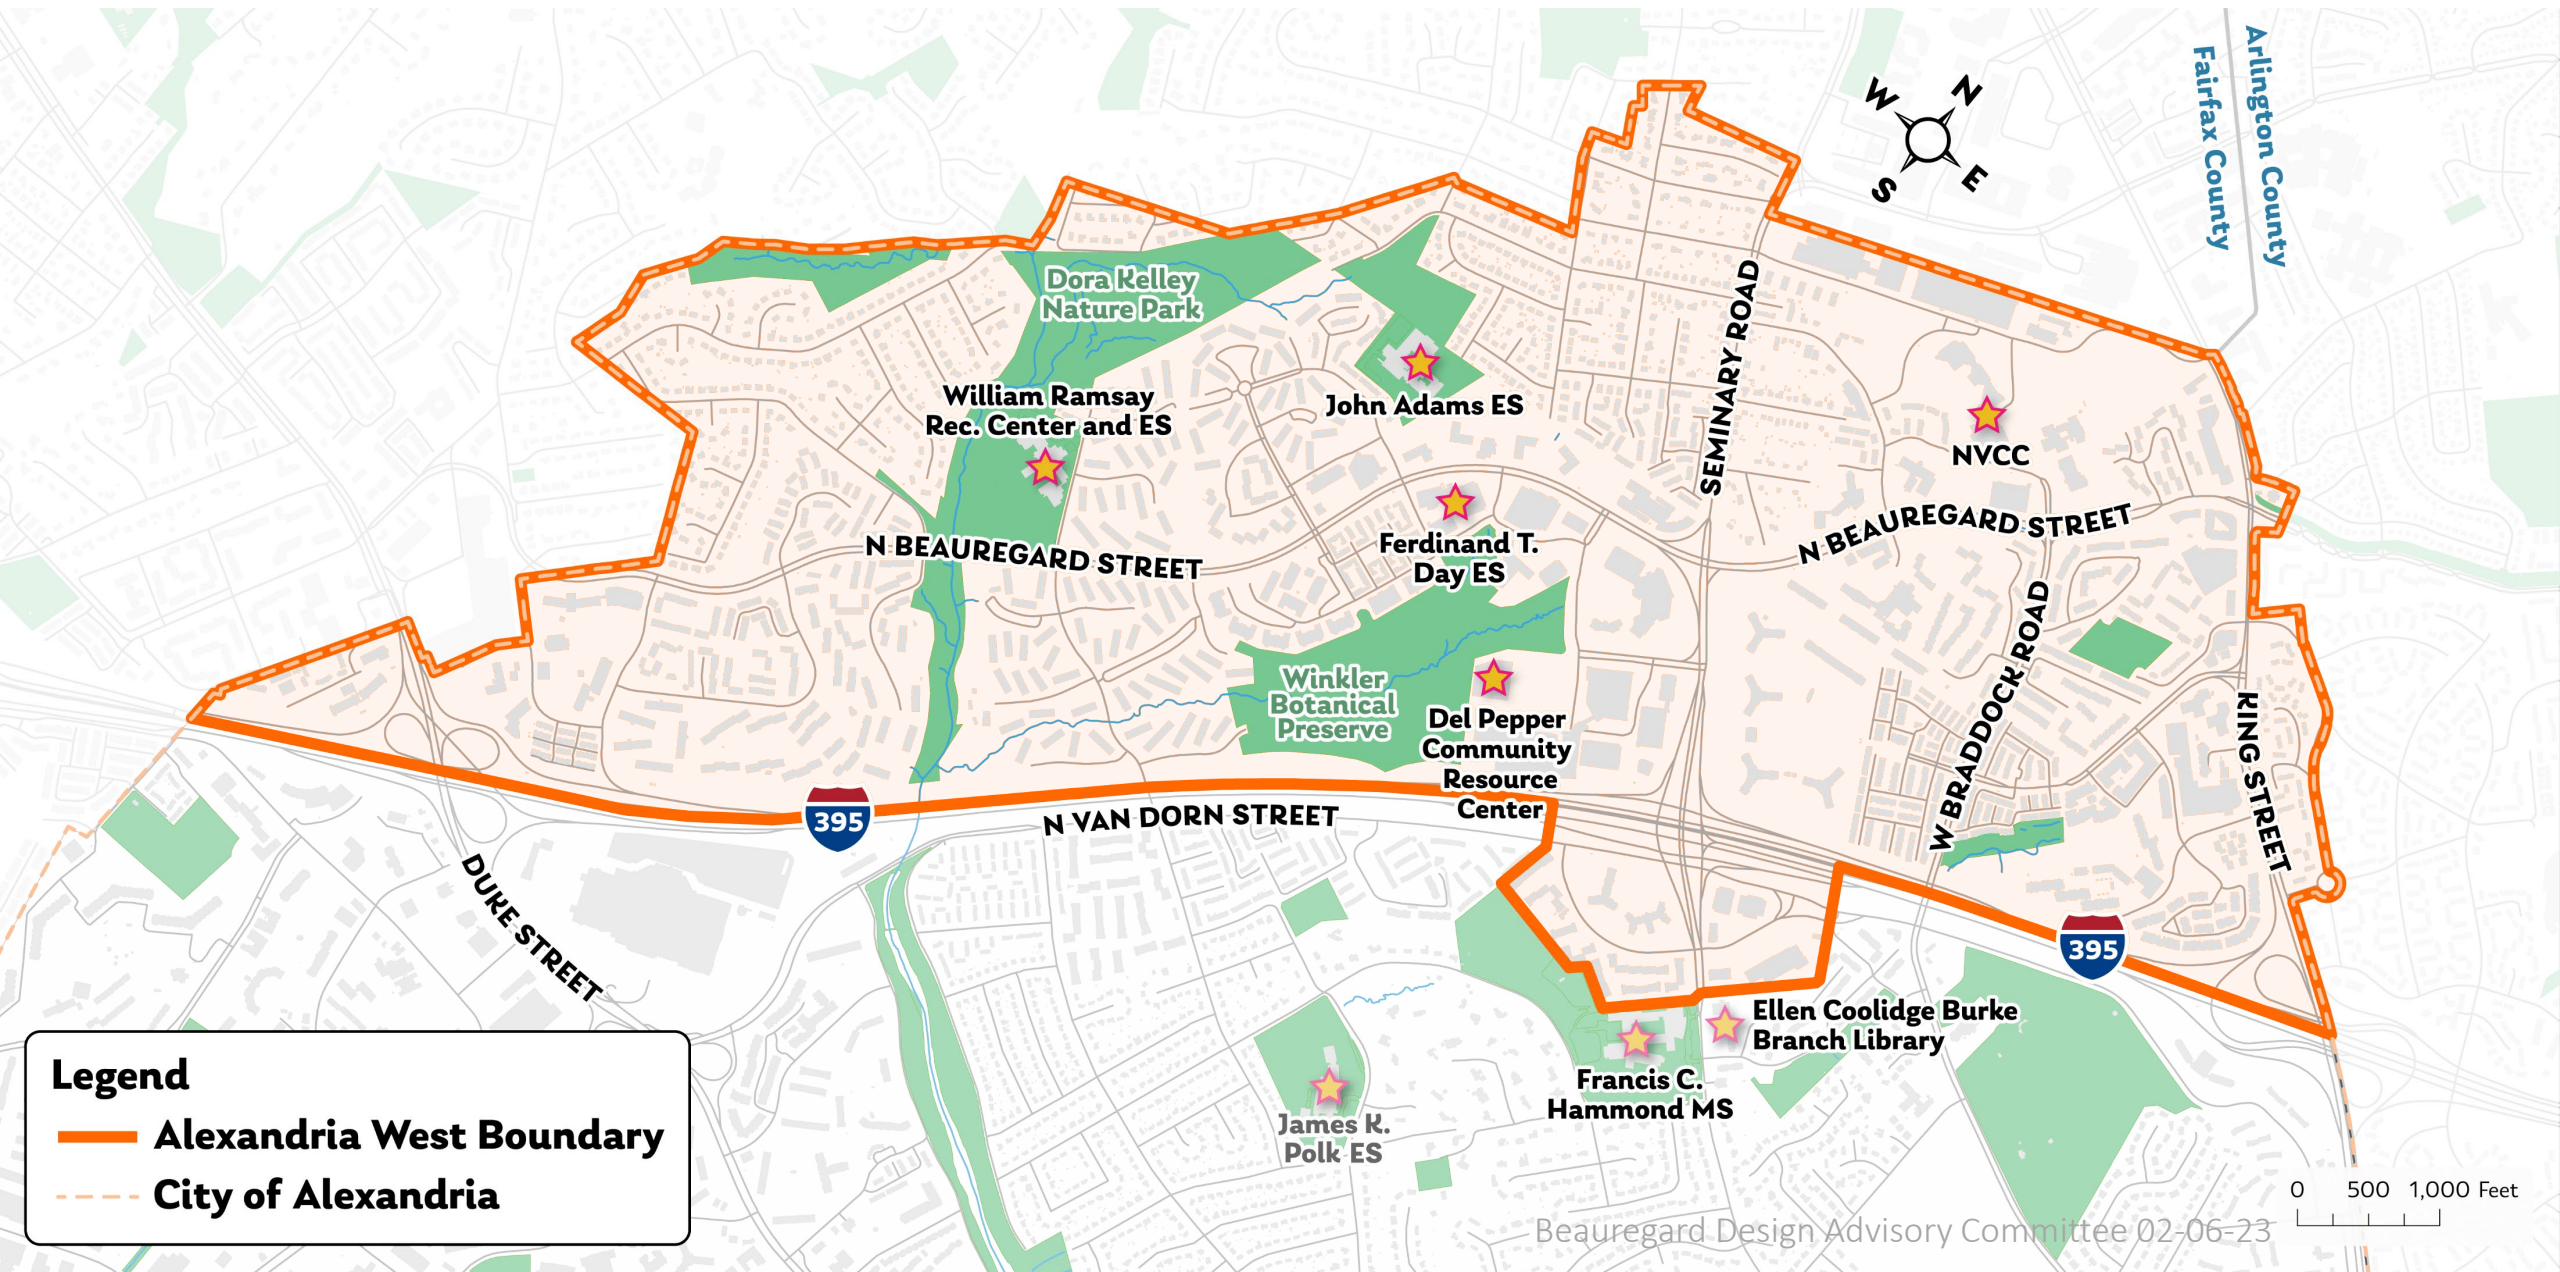 Arlington County
Fairfax County
W
N
S
E
Dora Kelley
Nature Park
SEMINARY ROAD
William Ramsay
Rec. Center and ES
John Adams ES
NVCC
N BEAUREGARD STREET
Ferdinand T.
Day ES
N BEAUREGARD STREET
W BRADDOCK ROAD
KING STREET
Winkler
Botanical
Preserve
Del Pepper
Community
Resource
Center
395
N VAN DORN STREET
DUKE STREET
395
Ellen Coolidge Burke
Branch Library
Francis C.
Hammond MS
James K.
Polk ES
Legend
Alexandria West Boundary
City of Alexandria
0 500 1,000 Feet
Beauregard Design Advisory Committee 02-06-23